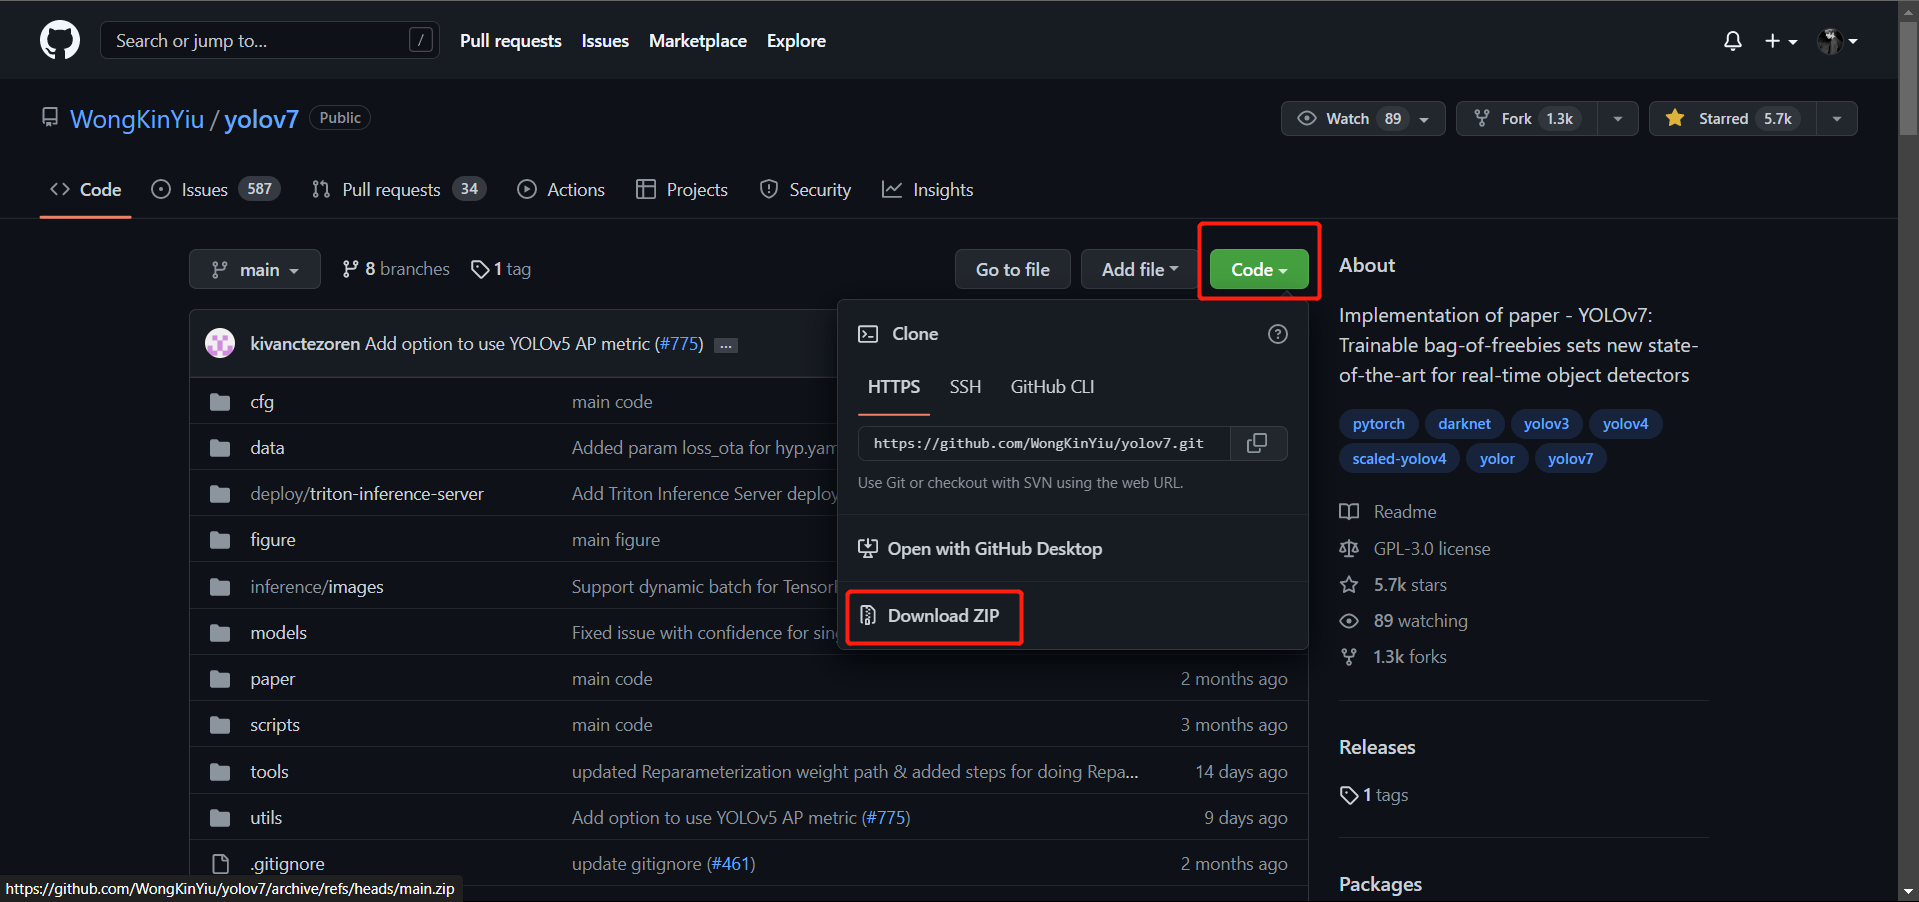 Search or jump to... /
Pull requests Issues Marketplace Explore
WongKinYiu / yolov7 Public
Watch 89 Fork 1.3k Starred 5.7k
Code Issues 587 Pull requests 34 Actions Projects Security Insights
main 8 branches 1 tag Go to file Add file Code
kivanctezoren Add option to use YOLOv5 AP metric (#775) ...
cfg main code
data Added param loss_ota for hyp.yam
deploy/triton-inference-server Add Triton Inference Server deploy
figure main figure
inference/images Support dynamic batch for Tensor
models Fixed issue with confidence for sin
paper main code 2 months ago
scripts main code 3 months ago
tools updated Reparameterization weight path & added steps for doing Repa... 14 days ago
utils Add option to use YOLOv5 AP metric (#775) 9 days ago
.gitignore update gitignore (#461) 2 months ago
https://github.com/WongKinYiu/yolov7/archive/refs/heads/main.zip
Clone
HTTPS SSH GitHub CLI
https://github.com/WongKinYiu/yolov7.git
Use Git or checkout with SVN using the web URL.
Open with GitHub Desktop
Download ZIP
About
Implementation of paper - YOLOv7:
Trainable bag-of-freebies sets new state-
of-the-art for real-time object detectors
pytorch darknet yolov3 yolov4
scaled-yolov4 yolor yolov7
Readme
GPL-3.0 license
5.7k stars
89 watching
1.3k forks
Releases
1 tags
Packages